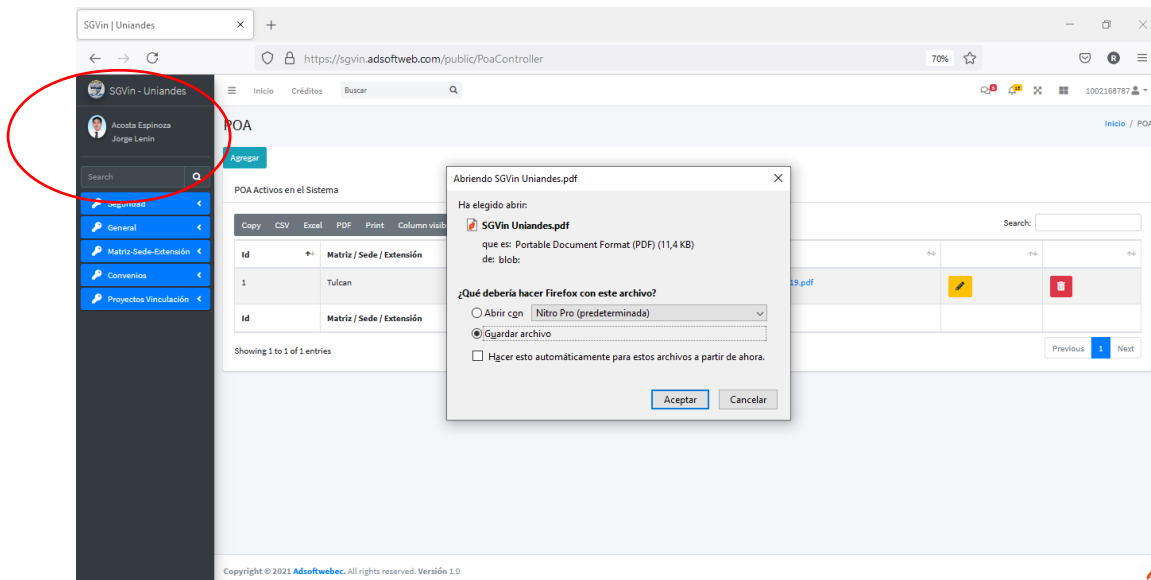 SGVin | Uniandes
https://sgvin.adsoftweb.com/public/PoaController
70%
R
SGVin - Uniandes
Inicio Créditos Buscar
1002168787
Acosta Espinoza
Jorge Lenin
POA
Inicio / POA
Agregar
Search
POA Activos en el Sistema
Seguridad
General
Matriz-Sede-Extensión
Convenios
Proyectos Vinculación
Copy CSV Excel PDF Print Column visib
Search:
Id Matriz / Sede / Extensión
1 Tulcan 19.pdf
Id Matriz / Sede / Extensión
Showing 1 to 1 of 1 entries
Previous 1 Next
Abriendo SGVin Uniandes.pdf
Ha elegido abrir:
SGVin Uniandes.pdf
que es: Portable Document Format (PDF) (11,4 KB)
de: blob:
¿Qué debería hacer Firefox con este archivo?
Abrir con Nitro Pro (predeterminada)
Guardar archivo
Hacer esto automáticamente para estos archivos a partir de ahora.
Aceptar Cancelar
Copyright © 2021 Adsoftwebec. All rights reserved. Versión 1.0